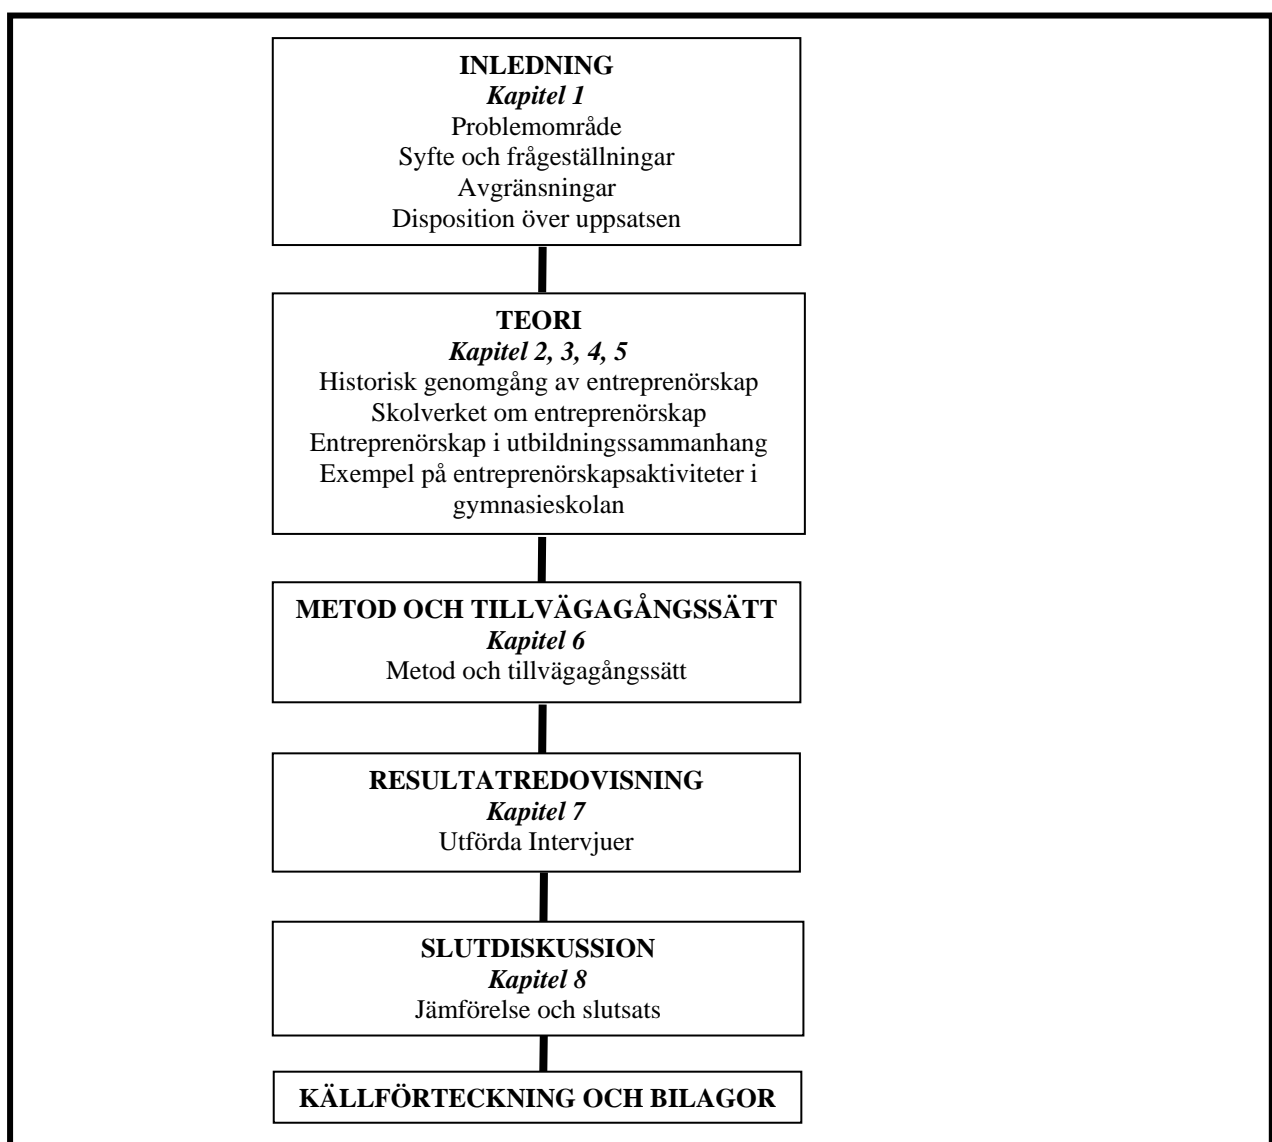 INLEDNING
Kapitel 1
Problemområde
Syfte och frågeställningar
Avgränsningar
Disposition över uppsatsen
TEORI
Kapitel 2, 3, 4, 5
Historisk genomgång av entreprenörskap
Skolverket om entreprenörskap
Entreprenörskap i utbildningssammanhang
Exempel på entreprenörskapsaktiviteter i
gymnasieskolan
METOD OCH TILLVÄGAGÅNGSSÄTT
Kapitel 6
Metod och tillvägagångssätt
RESULTATREDOVISNING
Kapitel 7
Utförda Intervjuer
SLUTDISKUSSION
Kapitel 8
Jämförelse och slutsats
KÄLLFÖRTECKNING OCH BILAGOR